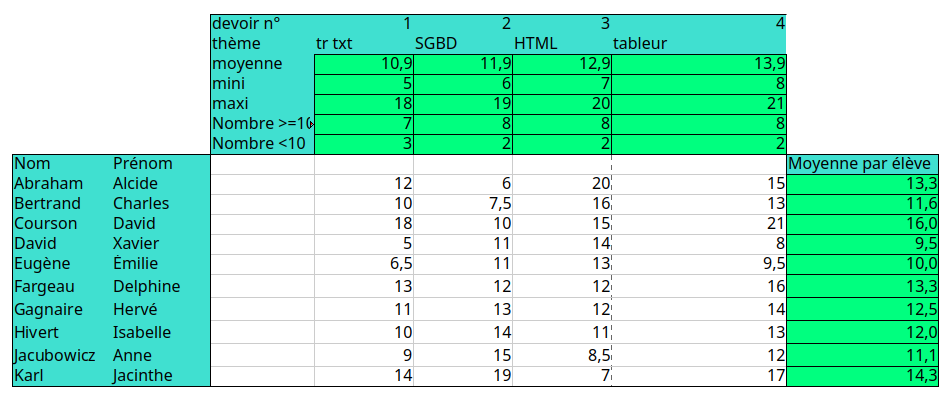 devoir n° 1 2 3 4
thème tr txt SGBD HTML tableur
moyenne 10,9 11,9 12,9 13,9
mini 5 6 7 8
maxi 18 19 20 21
Nombre >=10 7 8 8 8
Nombre <10 3 2 2 2
Nom Prénom Moyenne par élève
Abraham Alcide 12 6 20 15 13,3
Bertrand Charles 10 7,5 16 13 11,6
Courson David 18 10 15 21 16,0
David Xavier 5 11 14 8 9,5
Eugène Émilie 6,5 11 13 9,5 10,0
Fargeau Delphine 13 12 12 16 13,3
Gagnaire Hervé 11 13 12 14 12,5
Hivert Isabelle 10 14 11 13 12,0
Jacubowicz Anne 9 15 8,5 12 11,1
Karl Jacinthe 14 19 7 17 14,3